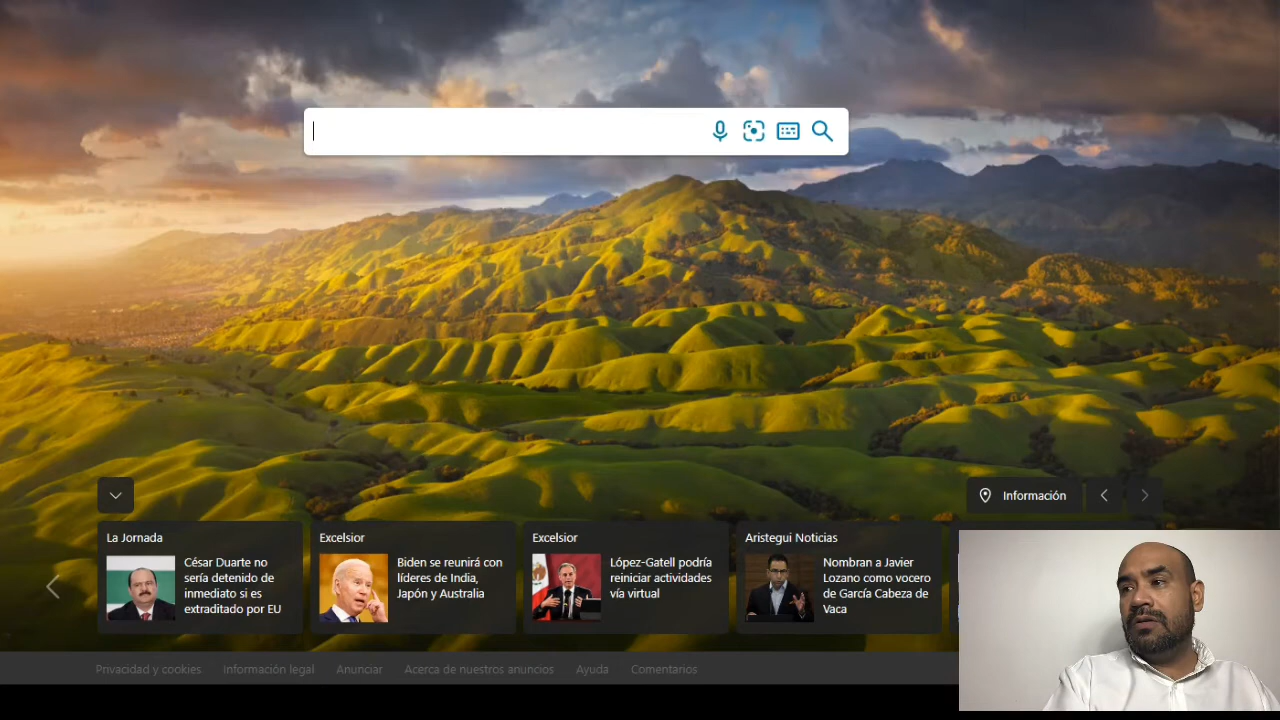 Información
La Jornada
César Duarte no
sería detenido de
inmediato si es
extraditado por EU
Excelsior
Biden se reunirá con
líderes de India,
Japón y Australia
Excelsior
López-Gatell podría
reiniciar actividades
vía virtual
Aristegui Noticias
Nombran a Javier
Lozano como vocero
de García Cabeza de
Vaca
Privacidad y cookies
Información legal
Anunciar
Acerca de nuestros anuncios
Ayuda
Comentarios